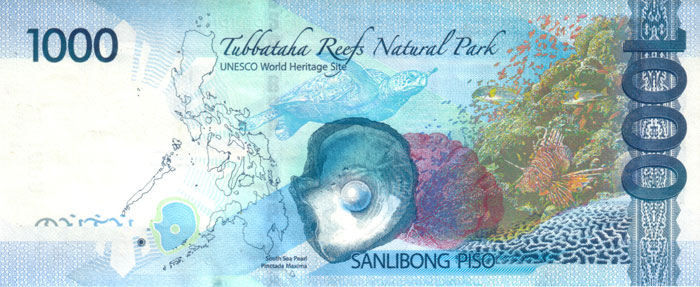 1000
Tubbataha Reefs Natural Park
UNESCO World Heritage Site
1000
South Sea Pearl
Pinctada Maxima
SANLIBONG PISO